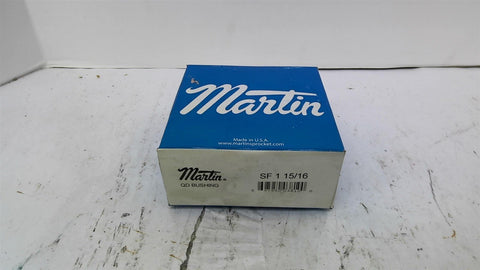 Martin
Made in U.S.A.
www.martinsprocket.com
Martin
QD BUSHING
SF 1 15/16